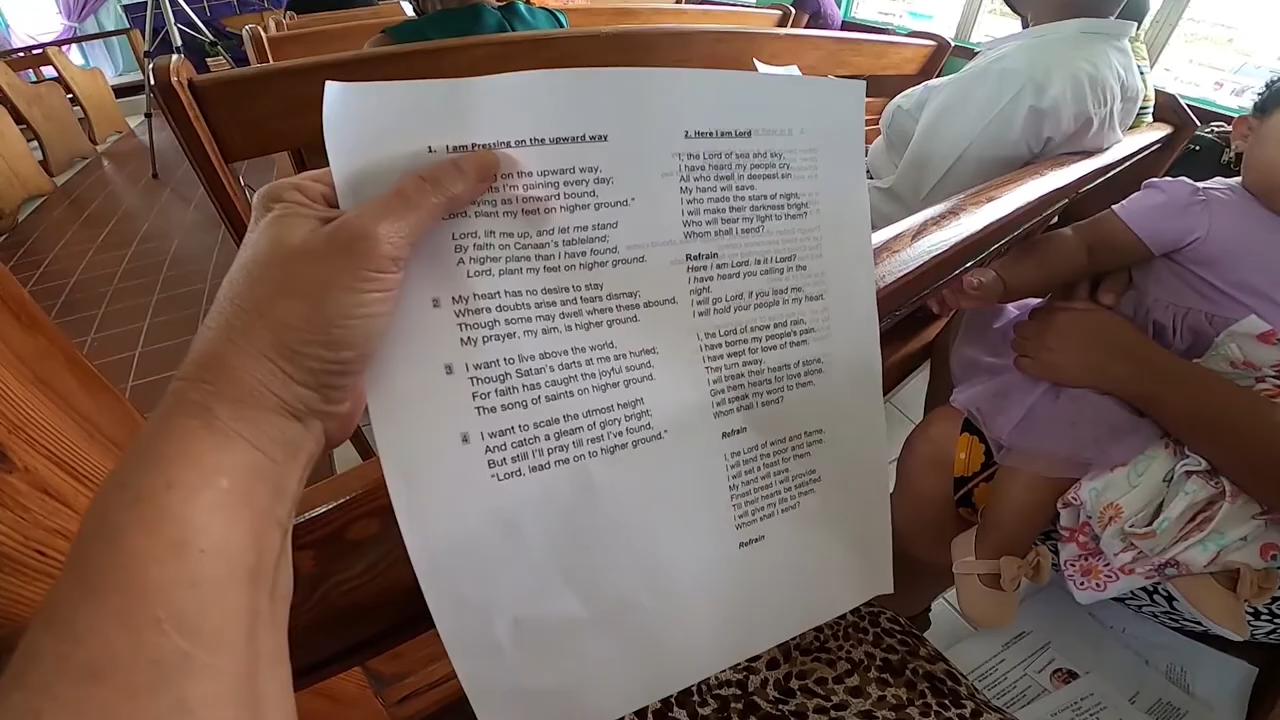 1. I am Pressing on the upward way
on the upward way,
I'm gaining every day;
as I onward bound,
Lord, plant my feet on higher ground."
Lord, lift me up, and let me stand
By faith on Canaan's tableland;
A higher plane than I have found,
Lord, plant my feet on higher ground.
2 My heart has no desire to stay
Where doubts arise and fears dismay;
Though some may dwell where these abound,
My prayer, my aim, is higher ground.
3 I want to live above the world,
Though Satan's darts at me are hurled;
For faith has caught the joyful sound,
The song of saints on higher ground.
4 I want to scale the utmost height
And catch a gleam of glory bright;
But still I'll pray till rest I've found,
"Lord, lead me on to higher ground."
2. Here I am Lord
I, the Lord of sea and sky,
I have heard my people cry.
All who dwell in deepest sin
My hand will save.
I who made the stars of night,
I will make their darkness bright.
Who will bear my light to them?
Whom shall I send?
Refrain
Here I am Lord. Is it I Lord?
I have heard you calling in the
night.
I will go Lord, if you lead me.
I will hold your people in my heart.
I, the Lord of snow and rain,
I have borne my people's pain.
I have wept for love of them.
They turn away.
I will break their hearts of stone,
Give them hearts for love alone.
I will speak my word to them,
Whom shall I send?
Refrain
I, the Lord of wind and flame,
I will tend the poor and lame.
I will set a feast for them.
My hand will save.
Finest bread I will provide
Till their hearts be satisfied.
I will give my life to them.
Whom shall I send?
Refrain